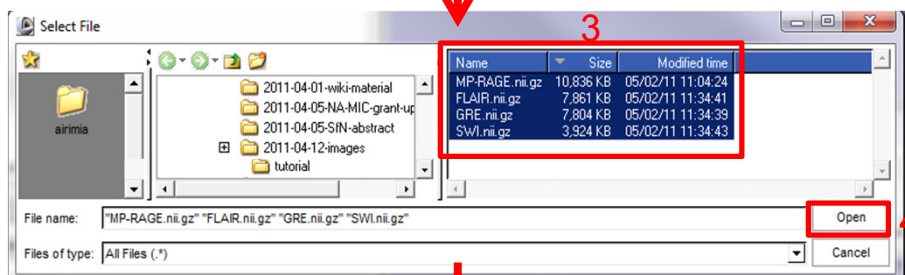 Select File
3
Name Size Modified time
MP-RAGE.nii.gz 10,836 KB 05/02/11 11:04:24
FLAIR.nii.gz 7,861 KB 05/02/11 11:34:41
GRE.nii.gz 7,804 KB 05/02/11 11:34:39
SWI.nii.gz 3,924 KB 05/02/11 11:34:43
airimia
2011-04-01-wiki-material
2011-04-05-NA-MIC-grant-up
2011-04-05-SfN-abstract
2011-04-12-images
tutorial
File name: "MP-RAGE.nii.gz" "FLAIR.nii.gz" "GRE.nii.gz" "SWI.nii.gz" Open
Files of type: All Files (.*) Cancel